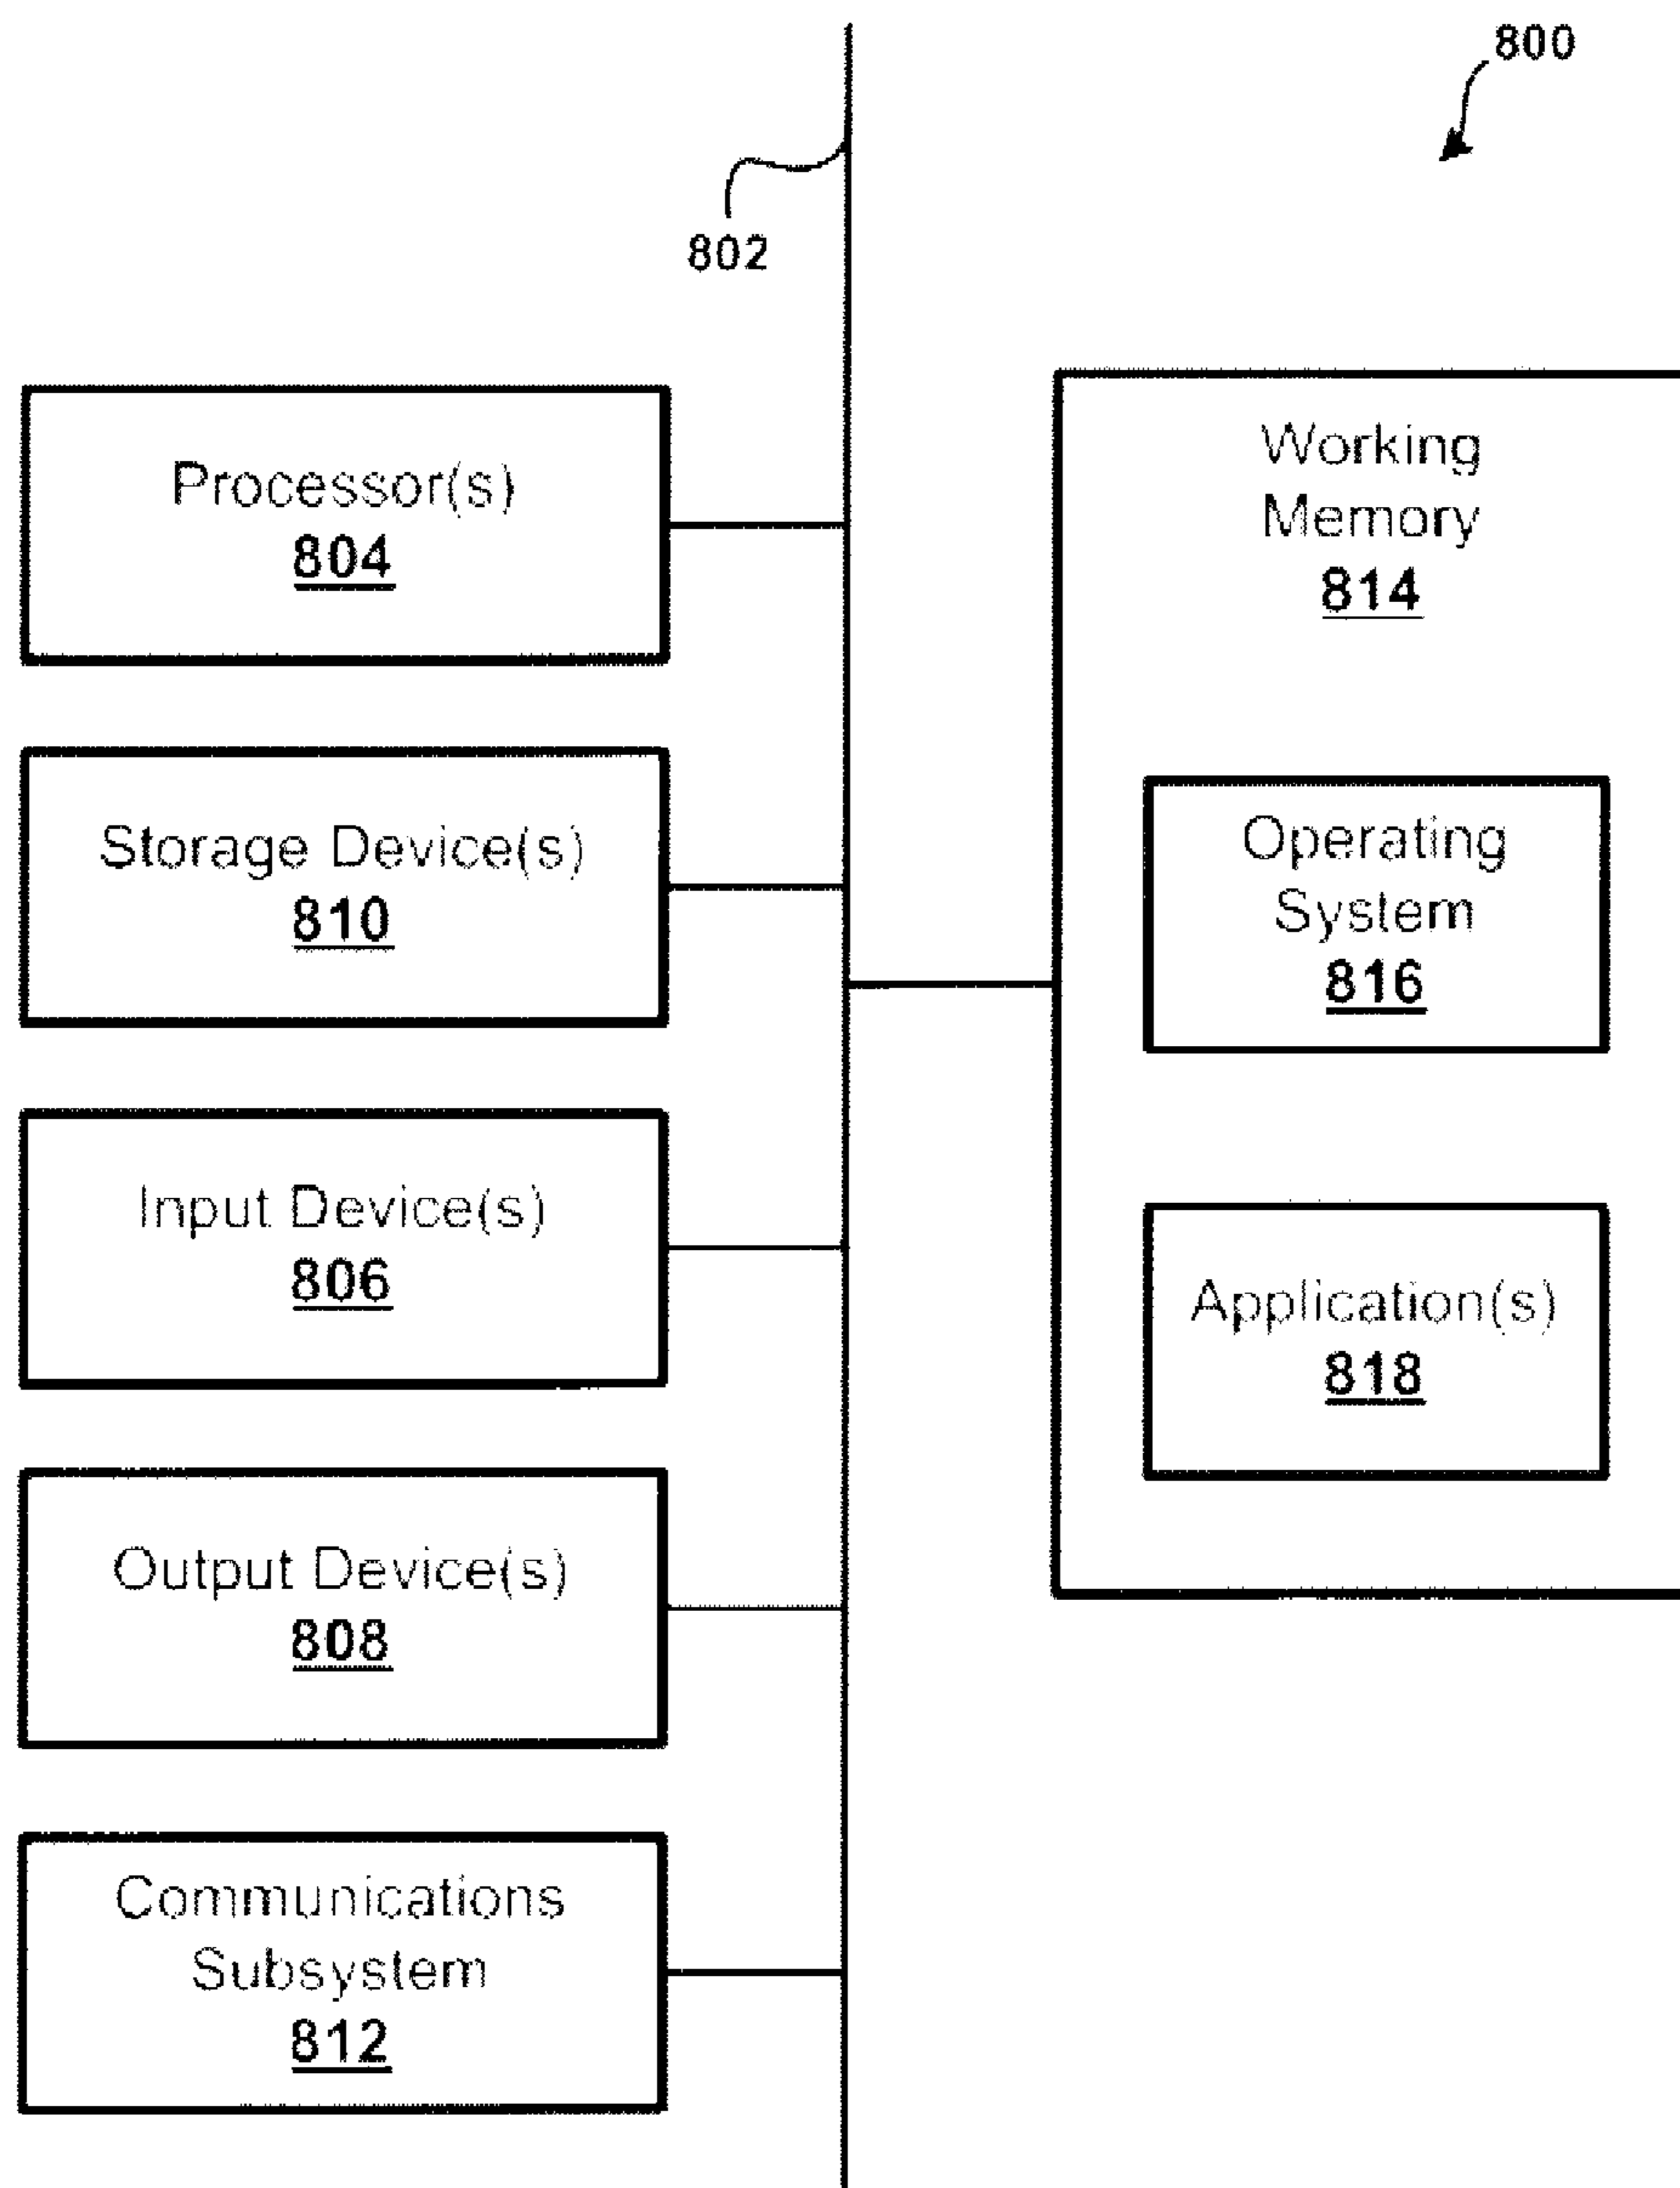 800
802
Processor(s)
804
Storage Device(s)
810
Input Device(s)
806
Output Device(s)
808
Communications
Subsystem
812
Working
Memory
814
Operating
System
816
Application(s)
818